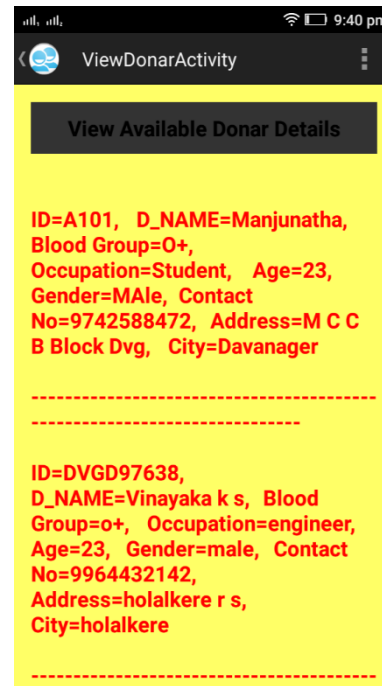 9:40 pm
ViewDonarActivity
View Available Donar Details
ID=A101, D_NAME=Manjunatha,
Blood Group=O+,
Occupation=Student, Age=23,
Gender=MAle, Contact
No=9742588472, Address=M C C
B Block Dvg, City=Davanager
-----------------------------------------
--------------------------------
ID=DVGD97638,
D_NAME=Vinayaka k s, Blood
Group=o+, Occupation=engineer,
Age=23, Gender=male, Contact
No=9964432142,
Address=holalkere r s,
City=holalkere
-----------------------------------------